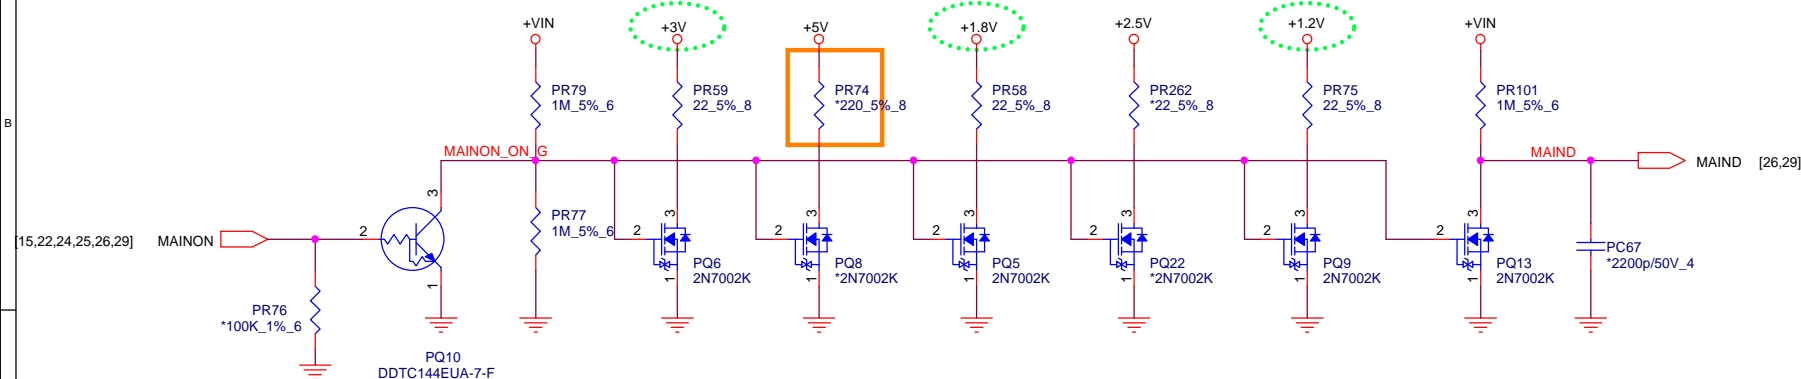 +VIN
+3V
+5V
+1.8V
+2.5V
+1.2V
+VIN
PR79
1M_5%_6
PR59
22_5%_8
PR74
*220_5%_8
PR58
22_5%_8
PR262
*22_5%_8
PR75
22_5%_8
PR101
1M_5%_6
B
MAINON_ON_G
MAIND
MAIND [26,29]
[15,22,24,25,26,29] MAINON
2
3
1
PR77
1M_5%_6
2
3
1
PQ6
2N7002K
2
3
1
PQ8
*2N7002K
2
3
1
PQ5
2N7002K
2
3
1
PQ22
*2N7002K
2
3
1
PQ9
2N7002K
2
3
1
PQ13
2N7002K
PC67
*2200p/50V_4
PR76
*100K_1%_6
PQ10
DDTC144EUA-7-F